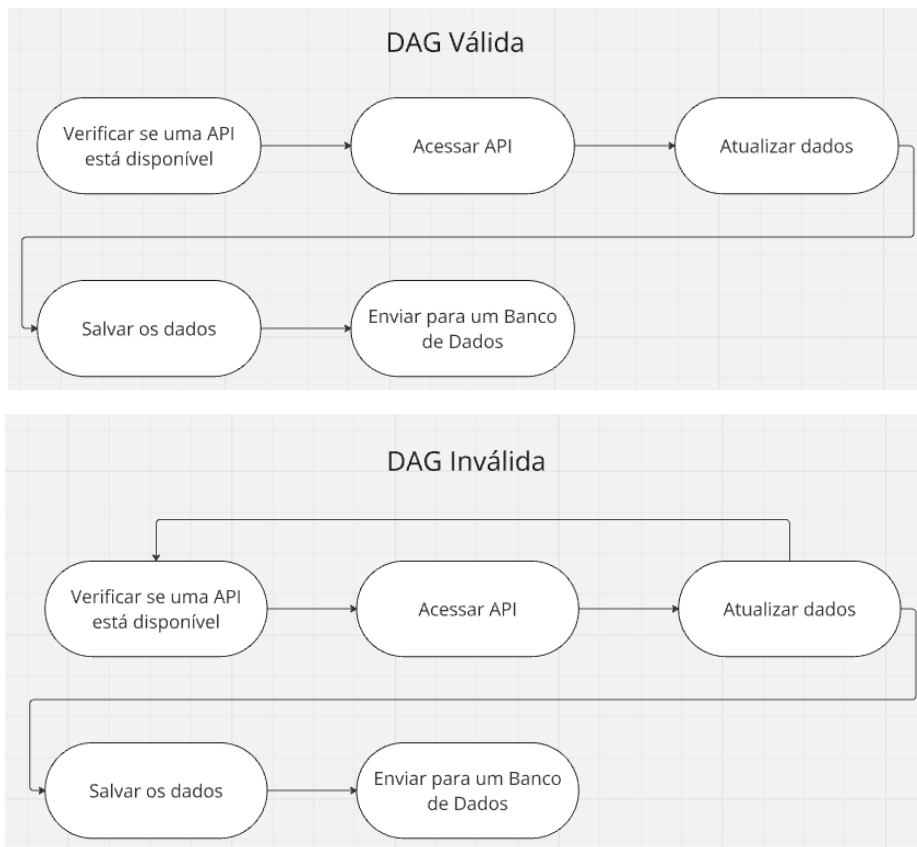 DAG Válida
Verificar se uma API
está disponível
Acessar API
Atualizar dados
Salvar os dados
Enviar para um Banco
de Dados
DAG Inválida
Verificar se uma API
está disponível
Acessar API
Atualizar dados
Salvar os dados
Enviar para um Banco
de Dados